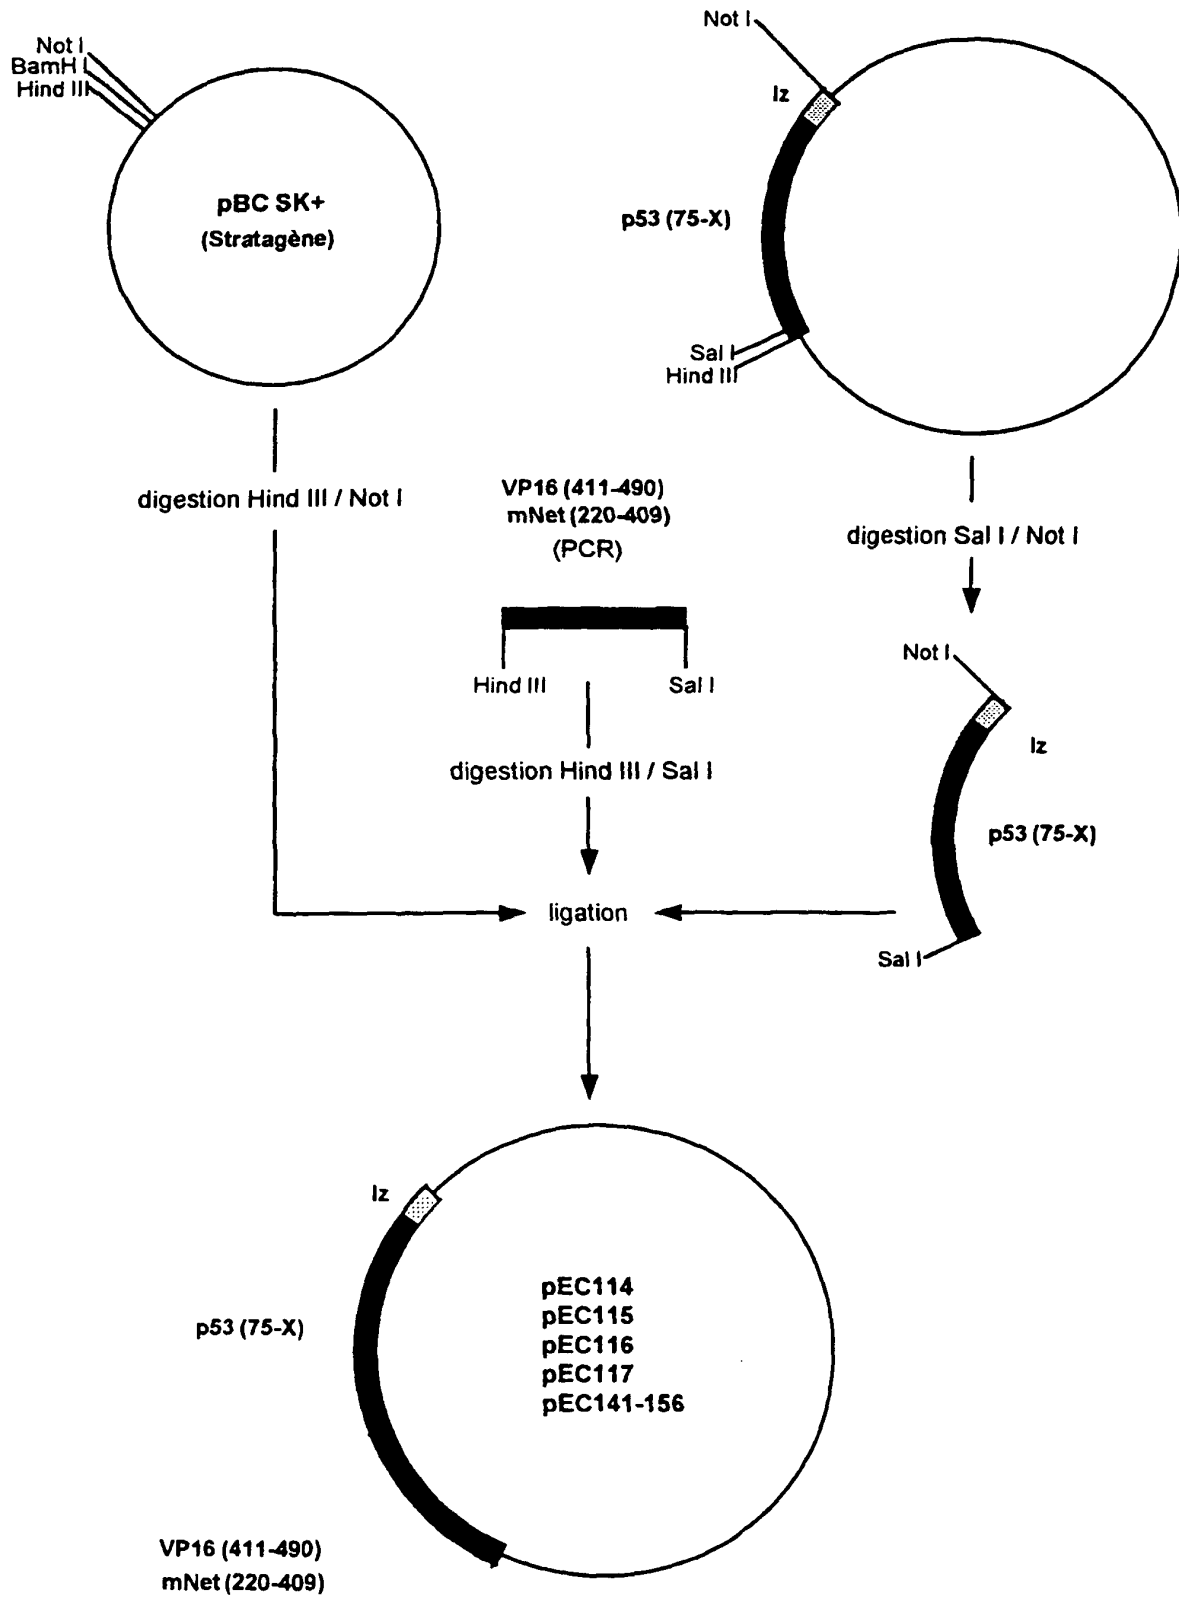 Not I
BamH I
Hind III
pBC SK+
(Stratagène)
Not I
lz
p53 (75-X)
Sal I
Hind III
digestion Hind III / Not I
VP16 (411-490)
mNet (220-409)
(PCR)
Hind III
Sal I
digestion Hind III / Sal I
digestion Sal I / Not I
Not I
lz
p53 (75-X)
Sal I
ligation
lz
p53 (75-X)
pEC114
pEC115
pEC116
pEC117
pEC141-156
VP16 (411-490)
mNet (220-409)